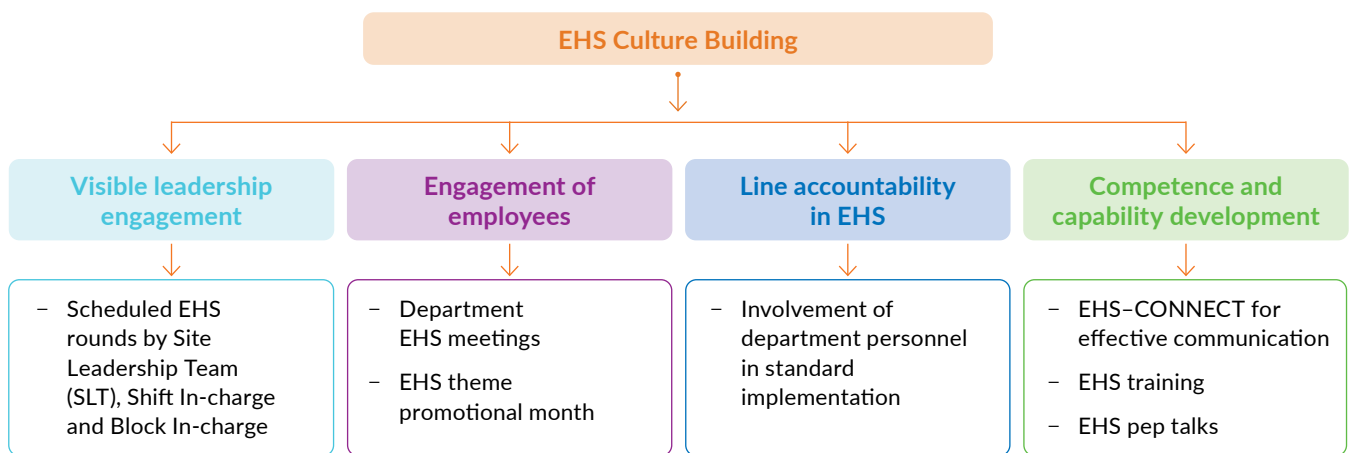 EHS Culture Building
Visible leadership
engagement
– Scheduled EHS
rounds by Site
Leadership Team
(SLT), Shift In-charge
and Block In-charge
Engagement of
employees
– Department
EHS meetings
– EHS theme
promotional month
Line accountability
in EHS
– Involvement of
department personnel
in standard
implementation
Competence and
capability development
– EHS–CONNECT for
effective communication
– EHS training
– EHS pep talks